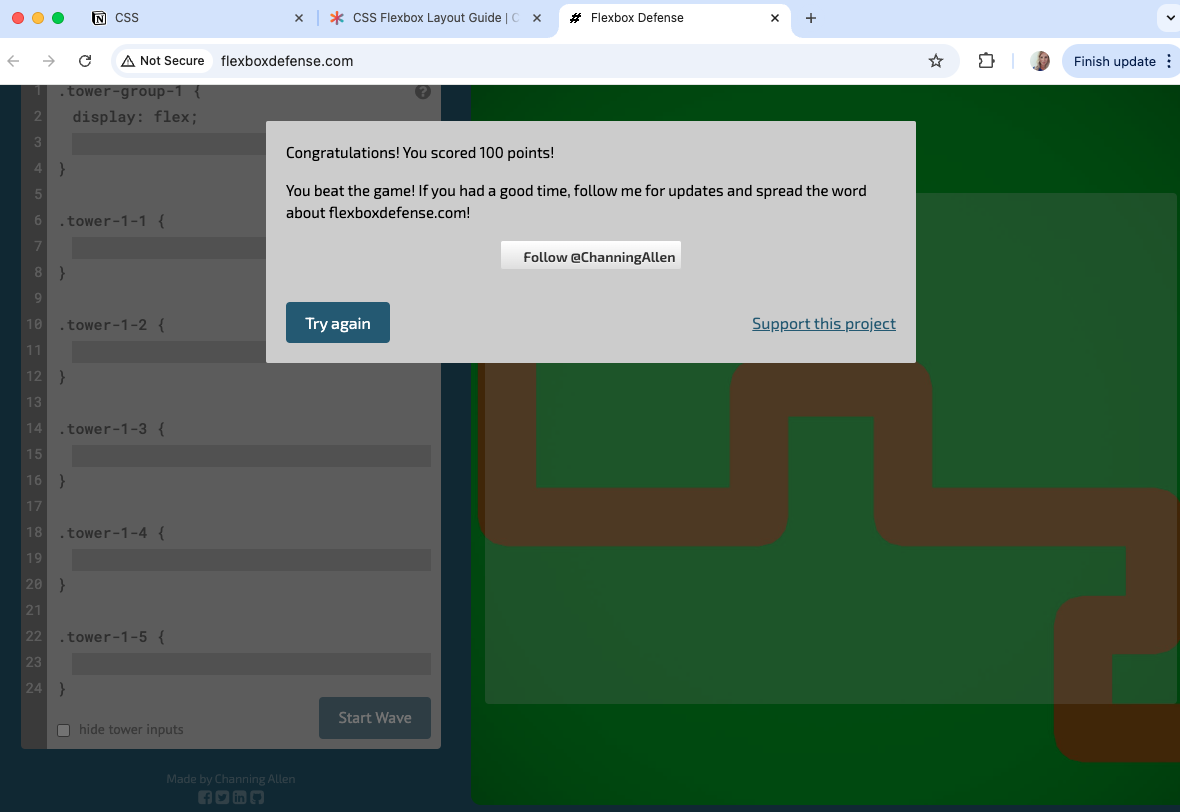 CSS
CSS Flexbox Layout Guide | C
Flexbox Defense
Not Secure
flexboxdefense.com
Finish update
1 .tower-group-1 {
2 display: flex;
3
4 }
5
6 .tower-1-1 {
7
8 }
9
10 .tower-1-2 {
11
12 }
13
14 .tower-1-3 {
15
16 }
17
18 .tower-1-4 {
19
20 }
21
22 .tower-1-5 {
23
24 }
hide tower inputs
Start Wave
Made by Channing Allen
Congratulations! You scored 100 points!
You beat the game! If you had a good time, follow me for updates and spread the word
about flexboxdefense.com!
Follow @ChanningAllen
Try again
Support this project